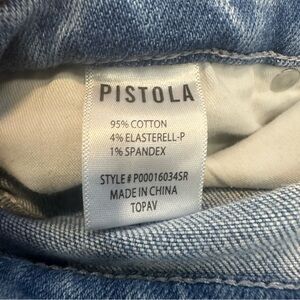 PISTOLA
95% COTTON
4% ELASTERELL-P
1% SPANDEX
STYLE # P00016034SR
MADE IN CHINA
TOPAV